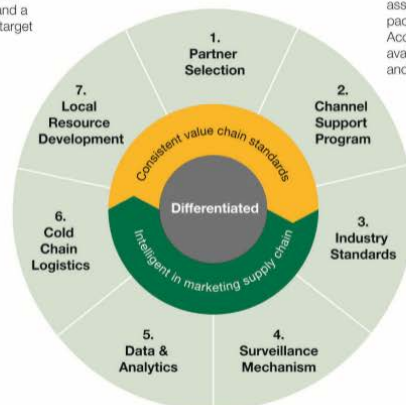 and a
target
ass
pac
Acc
ava
and
1.
Partner
Selection
2.
Channel
Support
Program
3.
Industry
Standards
4.
Surveillance
Mechanism
5.
Data &
Analytics
6.
Cold
Chain
Logistics
7.
Local
Resource
Development
Consistent value chain standards
Differentiated
Intelligent in marketing supply chain